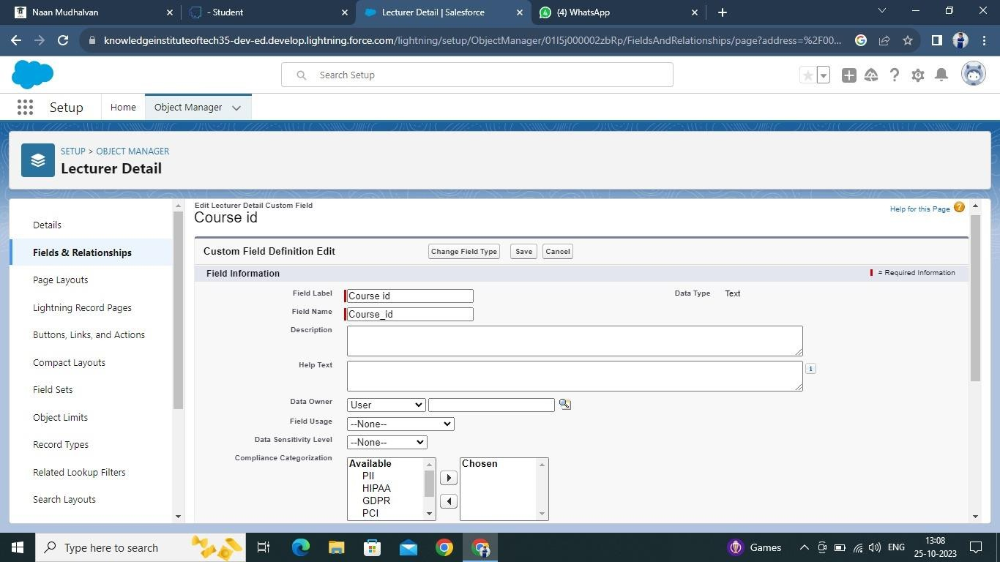 Naan Mudhalvan
- Student
Lecturer Detail | Salesforce
(4) WhatsApp
knowledgeinstituteoftech35-dev-ed.develop.lightning.force.com/lightning/setup/ObjectManager/01I5j000002zbRp/FieldsAndRelationships/page?address=%2F00...
Search Setup
Setup
Home
Object Manager
SETUP > OBJECT MANAGER
Lecturer Detail
Details
Fields & Relationships
Page Layouts
Lightning Record Pages
Buttons, Links, and Actions
Compact Layouts
Field Sets
Object Limits
Record Types
Related Lookup Filters
Search Layouts
Edit Lecturer Detail Custom Field
Course id
Help for this Page
Custom Field Definition Edit
Change Field Type
Save
Cancel
Field Information
= Required Information
Field Label Course id
Data Type Text
Field Name Course_id
Description
Help Text
i
Data Owner User
Field Usage --None--
Data Sensitivity Level --None--
Compliance Categorization
Available
PII
HIPAA
GDPR
PCI
Chosen
Type here to search
Games
ENG
13:08
25-10-2023